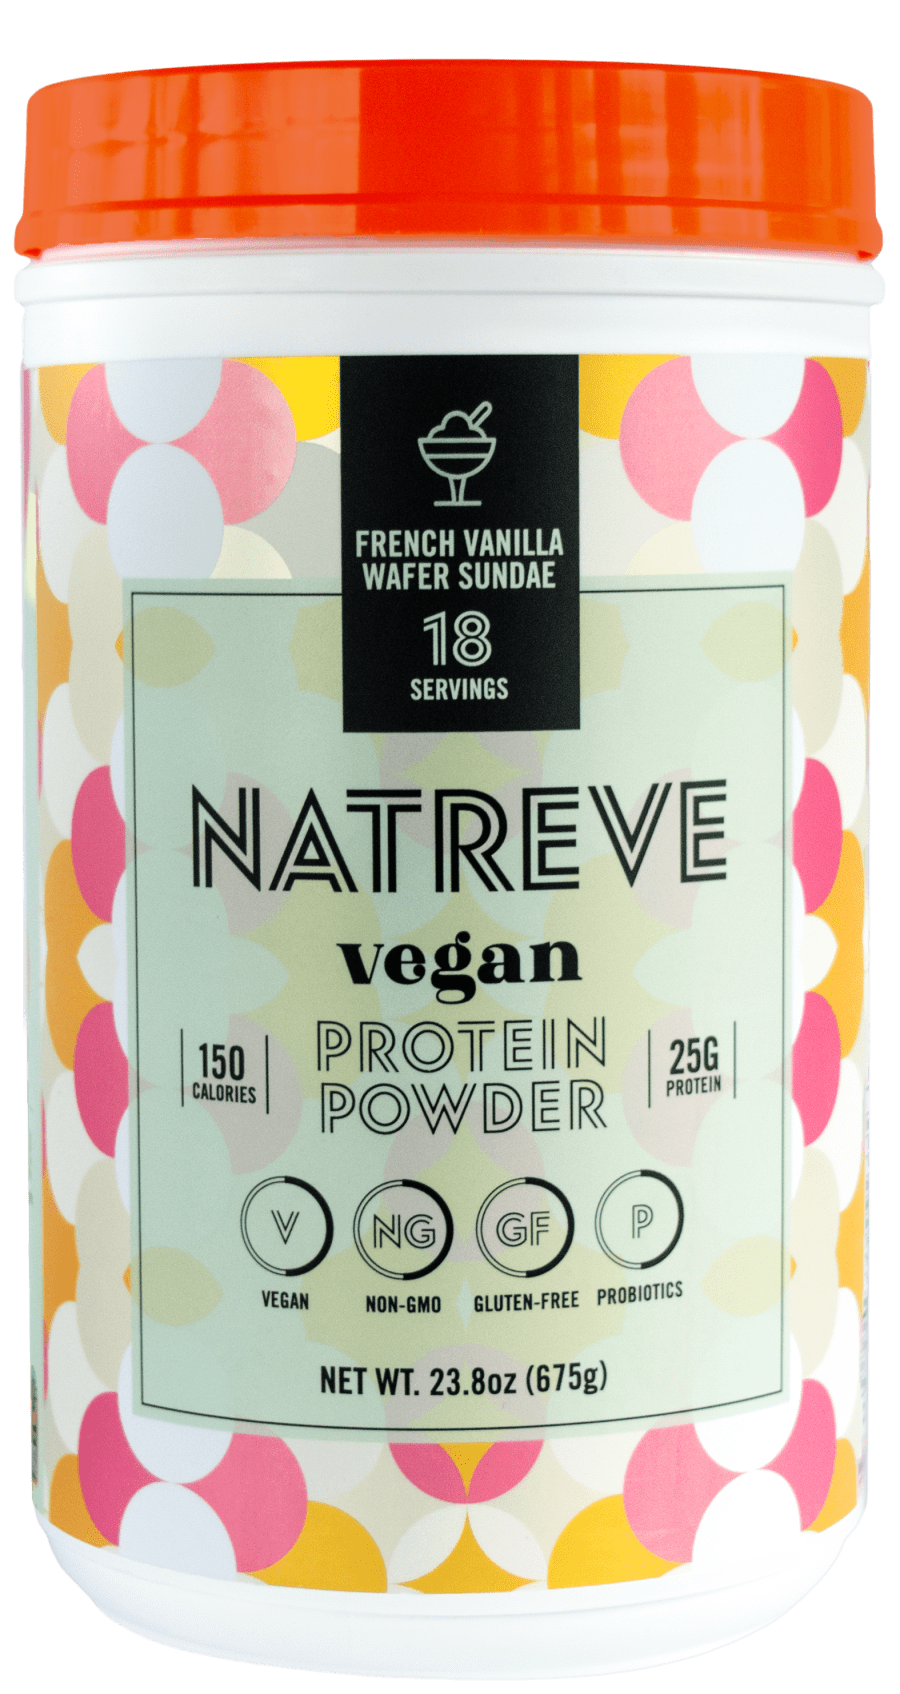 FRENCH VANILLA
WAFER SUNDAE
18
SERVINGS
NATREVE
vegan
PROTEIN
POWDER
150
CALORIES
25G
PROTEIN
V
NG
GF
P
VEGAN
NON-GMO
GLUTEN-FREE
PROBIOTICS
NET WT. 23.8oz (675g)